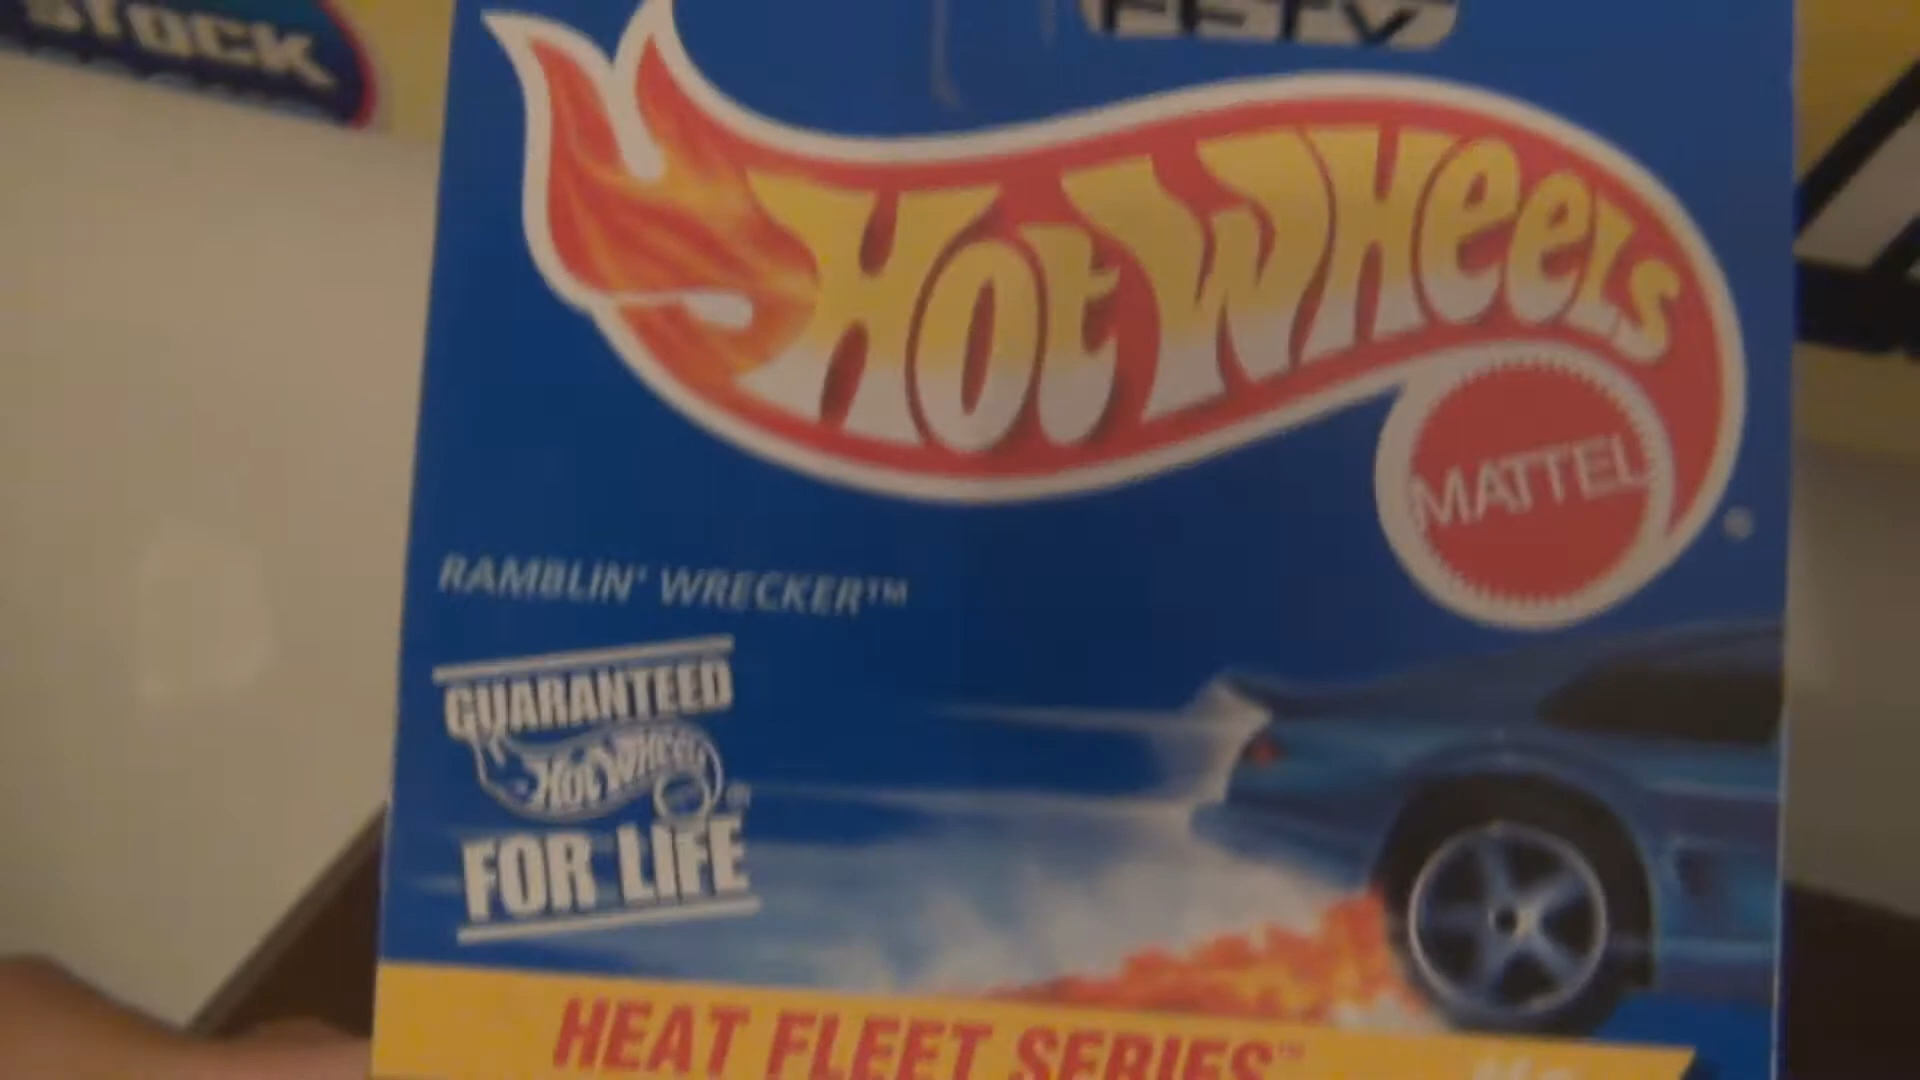 STOCK
HOT WHEELS
MATTEL
®
RAMBLIN' WRECKER™
GUARANTEED
Hot Wheels ®
FOR LIFE
HEAT FLEET SERIES™